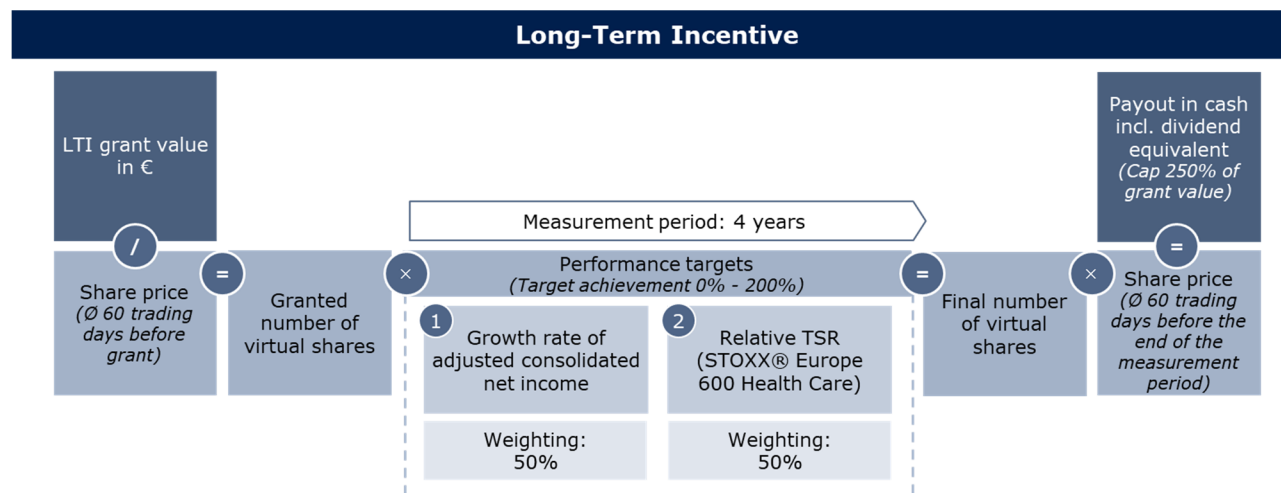 Long-Term Incentive
LTI grant value
in €
/
Share price
(Ø 60 trading
days before
grant)
=
Granted
number of
virtual shares
×
Measurement period: 4 years
Performance targets
(Target achievement 0% - 200%)
1
Growth rate of
adjusted consolidated
net income
Weighting:
50%
2
Relative TSR
(STOXX® Europe
600 Health Care)
Weighting:
50%
=
Final number
of virtual
shares
×
Share price
(Ø 60 trading
days before the
end of the
measurement
period)
=
Payout in cash
incl. dividend
equivalent
(Cap 250% of
grant value)